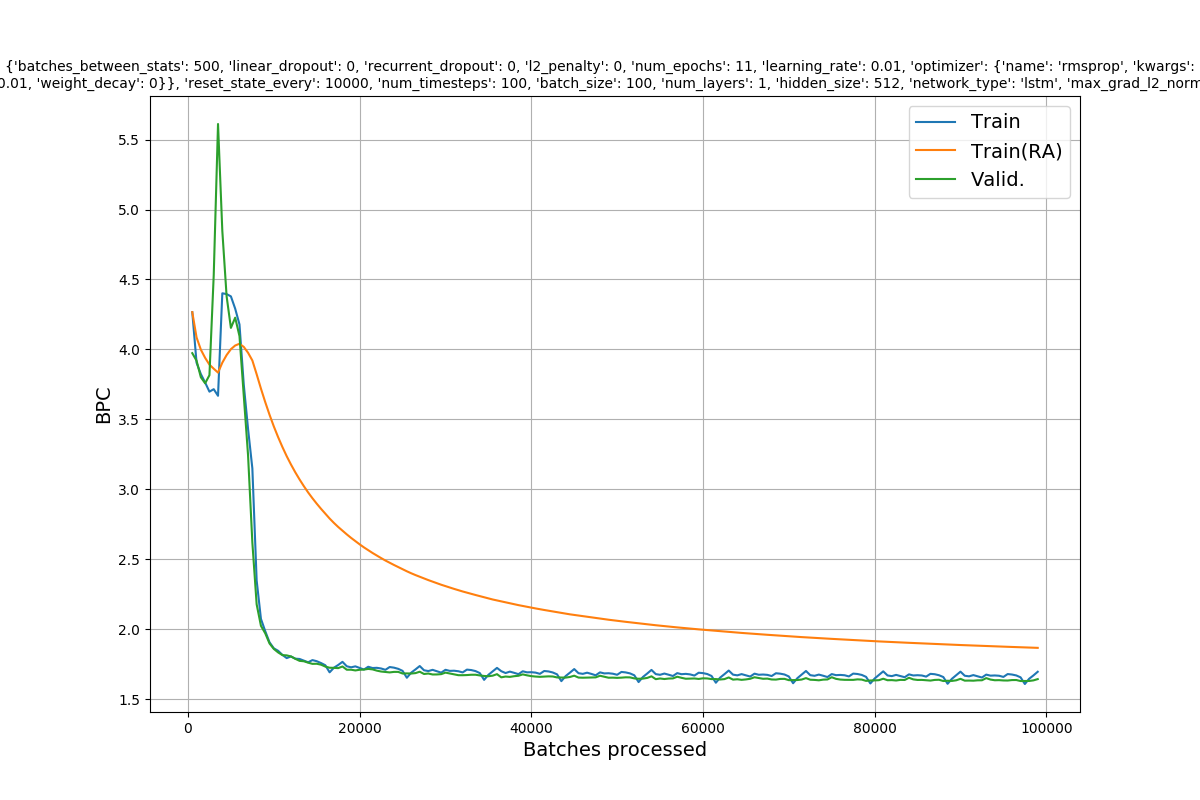 {'batches_between_stats': 500, 'linear_dropout': 0, 'recurrent_dropout': 0, 'l2_penalty': 0, 'num_epochs': 11, 'learning_rate': 0.01, 'optimizer': {'name': 'rmsprop', 'kwargs':
0.01, 'weight_decay': 0}}, 'reset_state_every': 10000, 'num_timesteps': 100, 'batch_size': 100, 'num_layers': 1, 'hidden_size': 512, 'network_type': 'lstm', 'max_grad_l2_norm
Train
Train(RA)
Valid.
5.5
5.0
4.5
4.0
3.5
3.0
2.5
2.0
1.5
BPC
0 20000 40000 60000 80000 100000
Batches processed